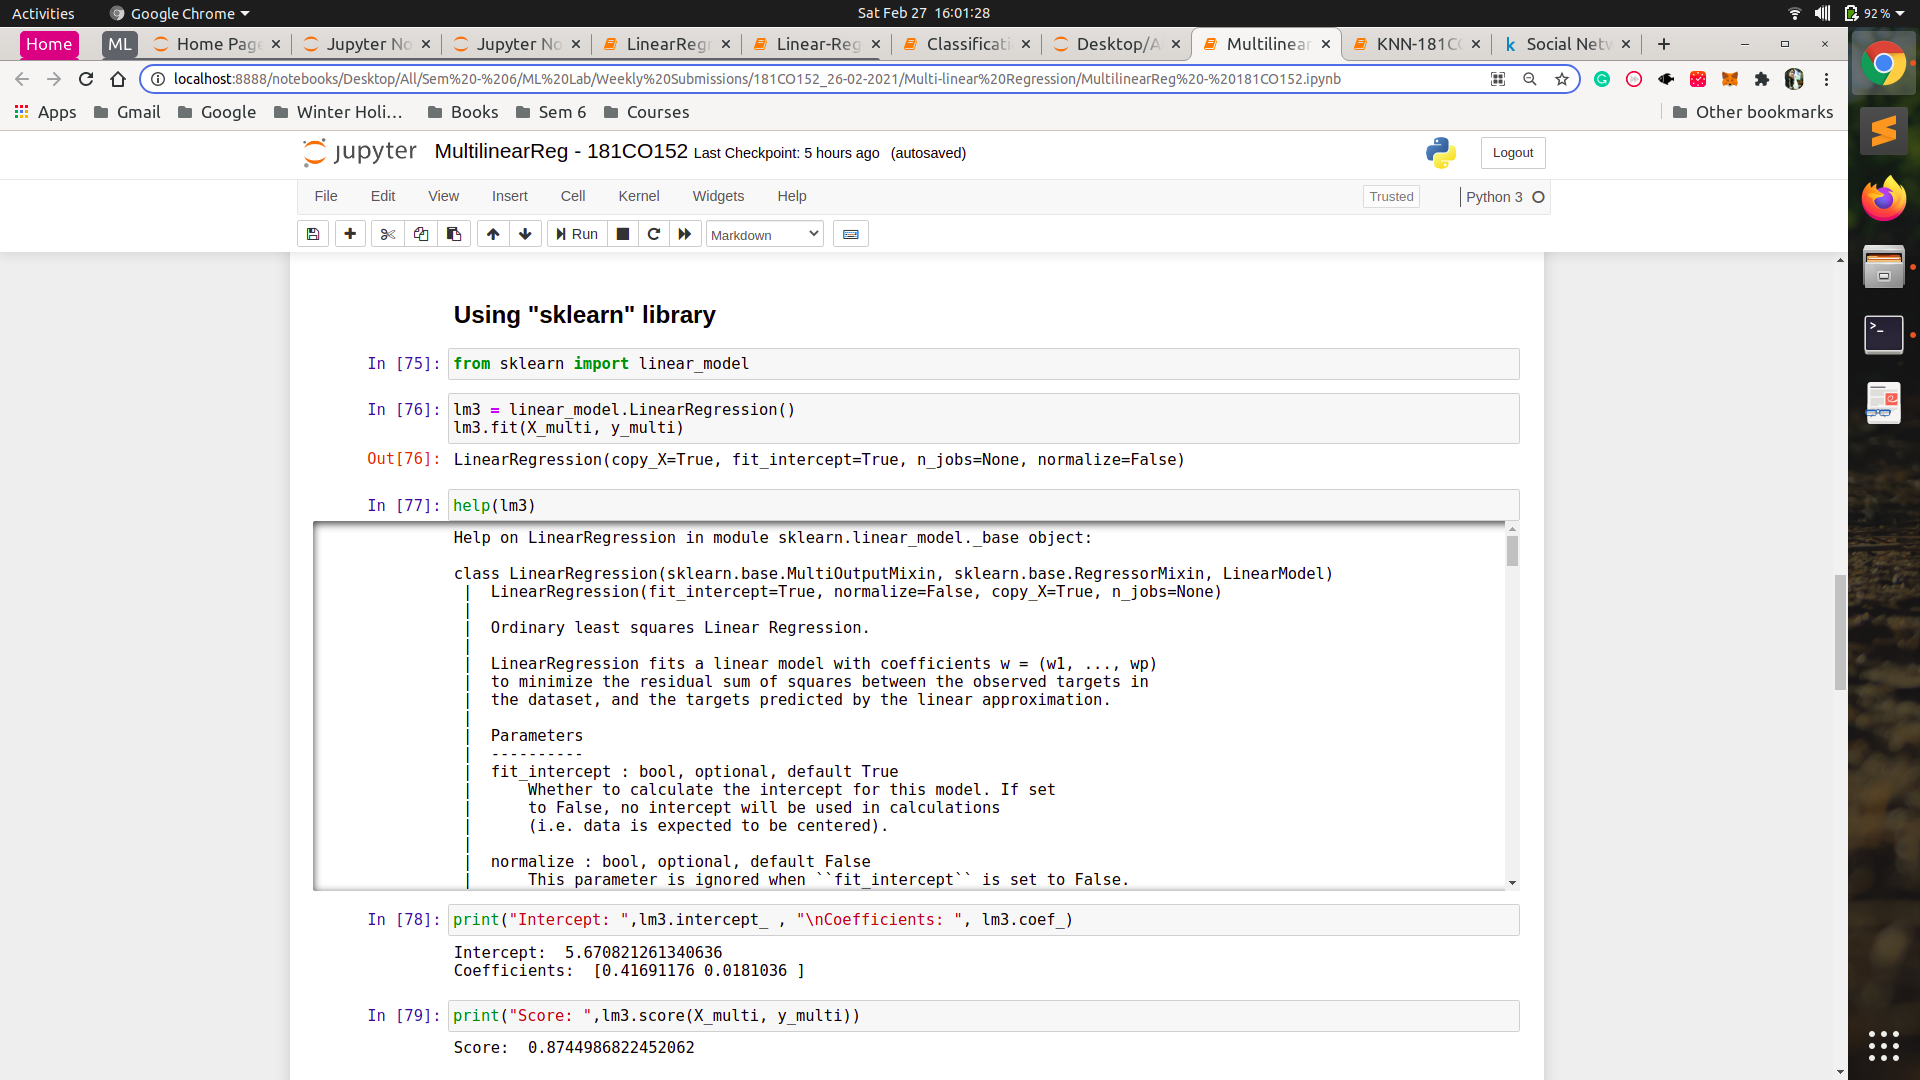 Activities
Google Chrome
Sat Feb 27 16:01:28
92 %
Home
ML
Home Page
Jupyter No
Jupyter No
LinearRegr
Linear-Reg
Classificati
Desktop/A
Multilinear
KNN-181C
Social Netw
localhost:8888/notebooks/Desktop/All/Sem%20-%206/ML%20Lab/Weekly%20Submissions/181CO152_26-02-2021/Multi-linear%20Regression/MultilinearReg%20-%20181CO152.ipynb
Apps
Gmail
Google
Winter Holi…
Books
Sem 6
Courses
Other bookmarks
jupyter
MultilinearReg - 181CO152 Last Checkpoint: 5 hours ago (autosaved)
Logout
File
Edit
View
Insert
Cell
Kernel
Widgets
Help
Trusted
Python 3
Run
Markdown
Using "sklearn" library
In [75]: from sklearn import linear_model
In [76]: lm3 = linear_model.LinearRegression()
lm3.fit(X_multi, y_multi)
Out[76]: LinearRegression(copy_X=True, fit_intercept=True, n_jobs=None, normalize=False)
In [77]: help(lm3)
Help on LinearRegression in module sklearn.linear_model._base object:
class LinearRegression(sklearn.base.MultiOutputMixin, sklearn.base.RegressorMixin, LinearModel)
 |  LinearRegression(fit_intercept=True, normalize=False, copy_X=True, n_jobs=None)
 |
 |  Ordinary least squares Linear Regression.
 |
 |  LinearRegression fits a linear model with coefficients w = (w1, ..., wp)
 |  to minimize the residual sum of squares between the observed targets in
 |  the dataset, and the targets predicted by the linear approximation.
 |
 |  Parameters
 |  ----------
 |  fit_intercept : bool, optional, default True
 |      Whether to calculate the intercept for this model. If set
 |      to False, no intercept will be used in calculations
 |      (i.e. data is expected to be centered).
 |
 |  normalize : bool, optional, default False
 |      This parameter is ignored when ``fit_intercept`` is set to False.
In [78]: print("Intercept: ",lm3.intercept_ , "\nCoefficients: ", lm3.coef_)
Intercept:  5.670821261340636
Coefficients:  [0.41691176 0.0181036 ]
In [79]: print("Score: ",lm3.score(X_multi, y_multi))
Score:  0.8744986822452062